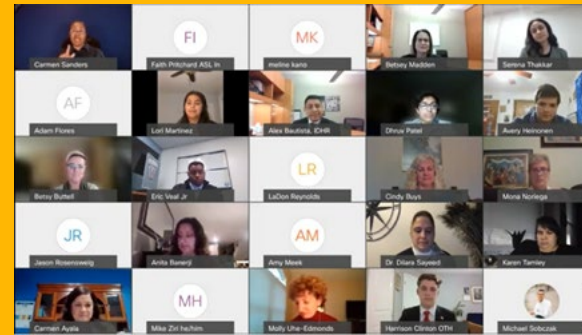 FI
MK
Carmen Sanders
Faith Pritchard ASL In
meline kano
Betsey Madden
Serena Thakkar
AF
Adam Flores
Lori Martinez
Alex Bautista, IDHR
Dhruv Patel
Avery Heinonen
LR
Betsy Buttell
Eric Veal Jr
LaDon Reynolds
Cindy Buys
Mona Noriega
JR
AM
Jason Rosensweig
Anita Banerji
Amy Meek
Dr. Dilara Sayeed
Karen Tamley
MH
Carmen Ayala
Mike Ziri he/him
Molly Uhe-Edmonds
Harrison Clinton OTH
Michael Sobczak